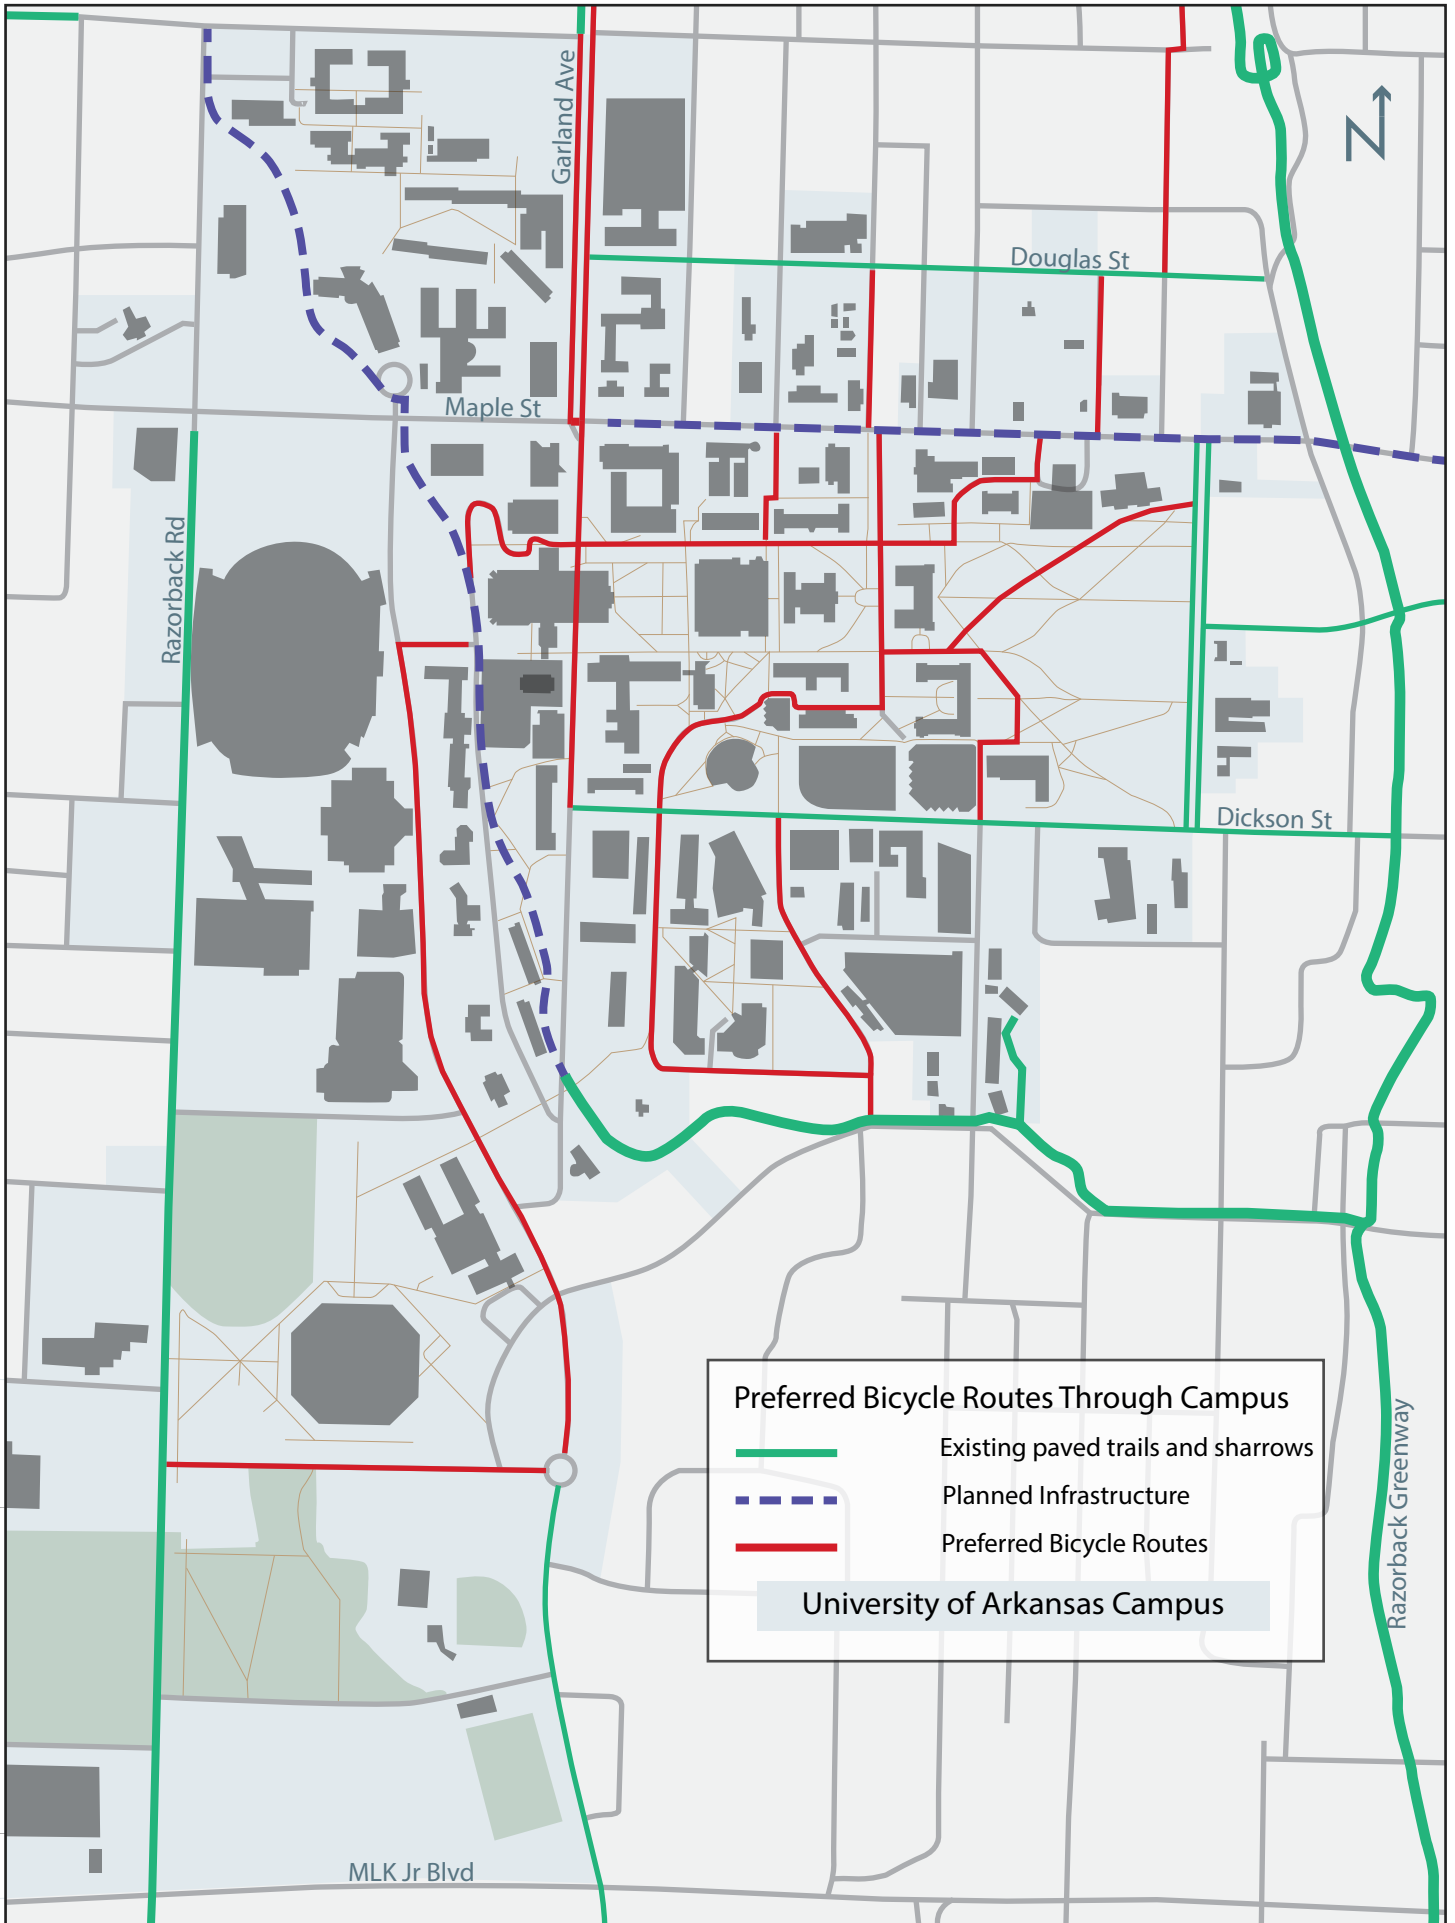 Garland Ave
N
Douglas St
Maple St
Razorback Rd
Dickson St
Preferred Bicycle Routes Through Campus
Existing paved trails and sharrows
Planned Infrastructure
Preferred Bicycle Routes
University of Arkansas Campus
Razorback Greenway
MLK Jr Blvd